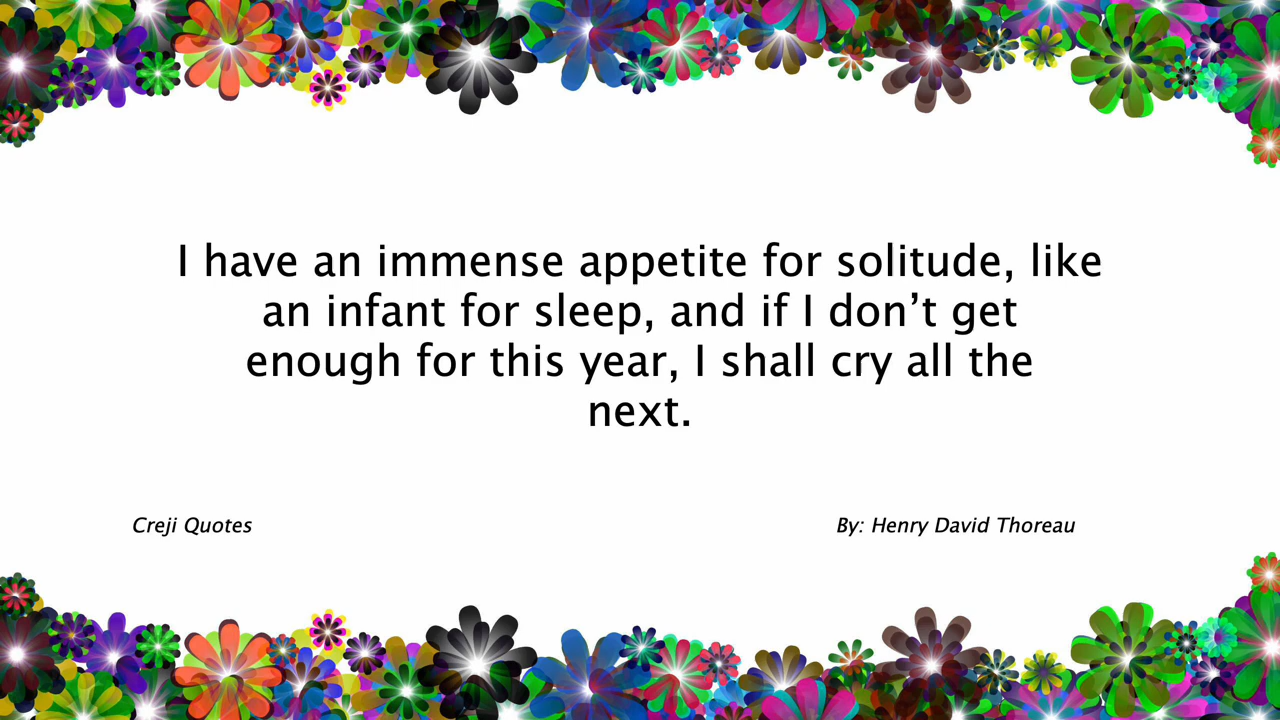 I have an immense appetite for solitude, like
an infant for sleep, and if I don’t get
enough for this year, I shall cry all the
next.
Creji Quotes
By: Henry David Thoreau